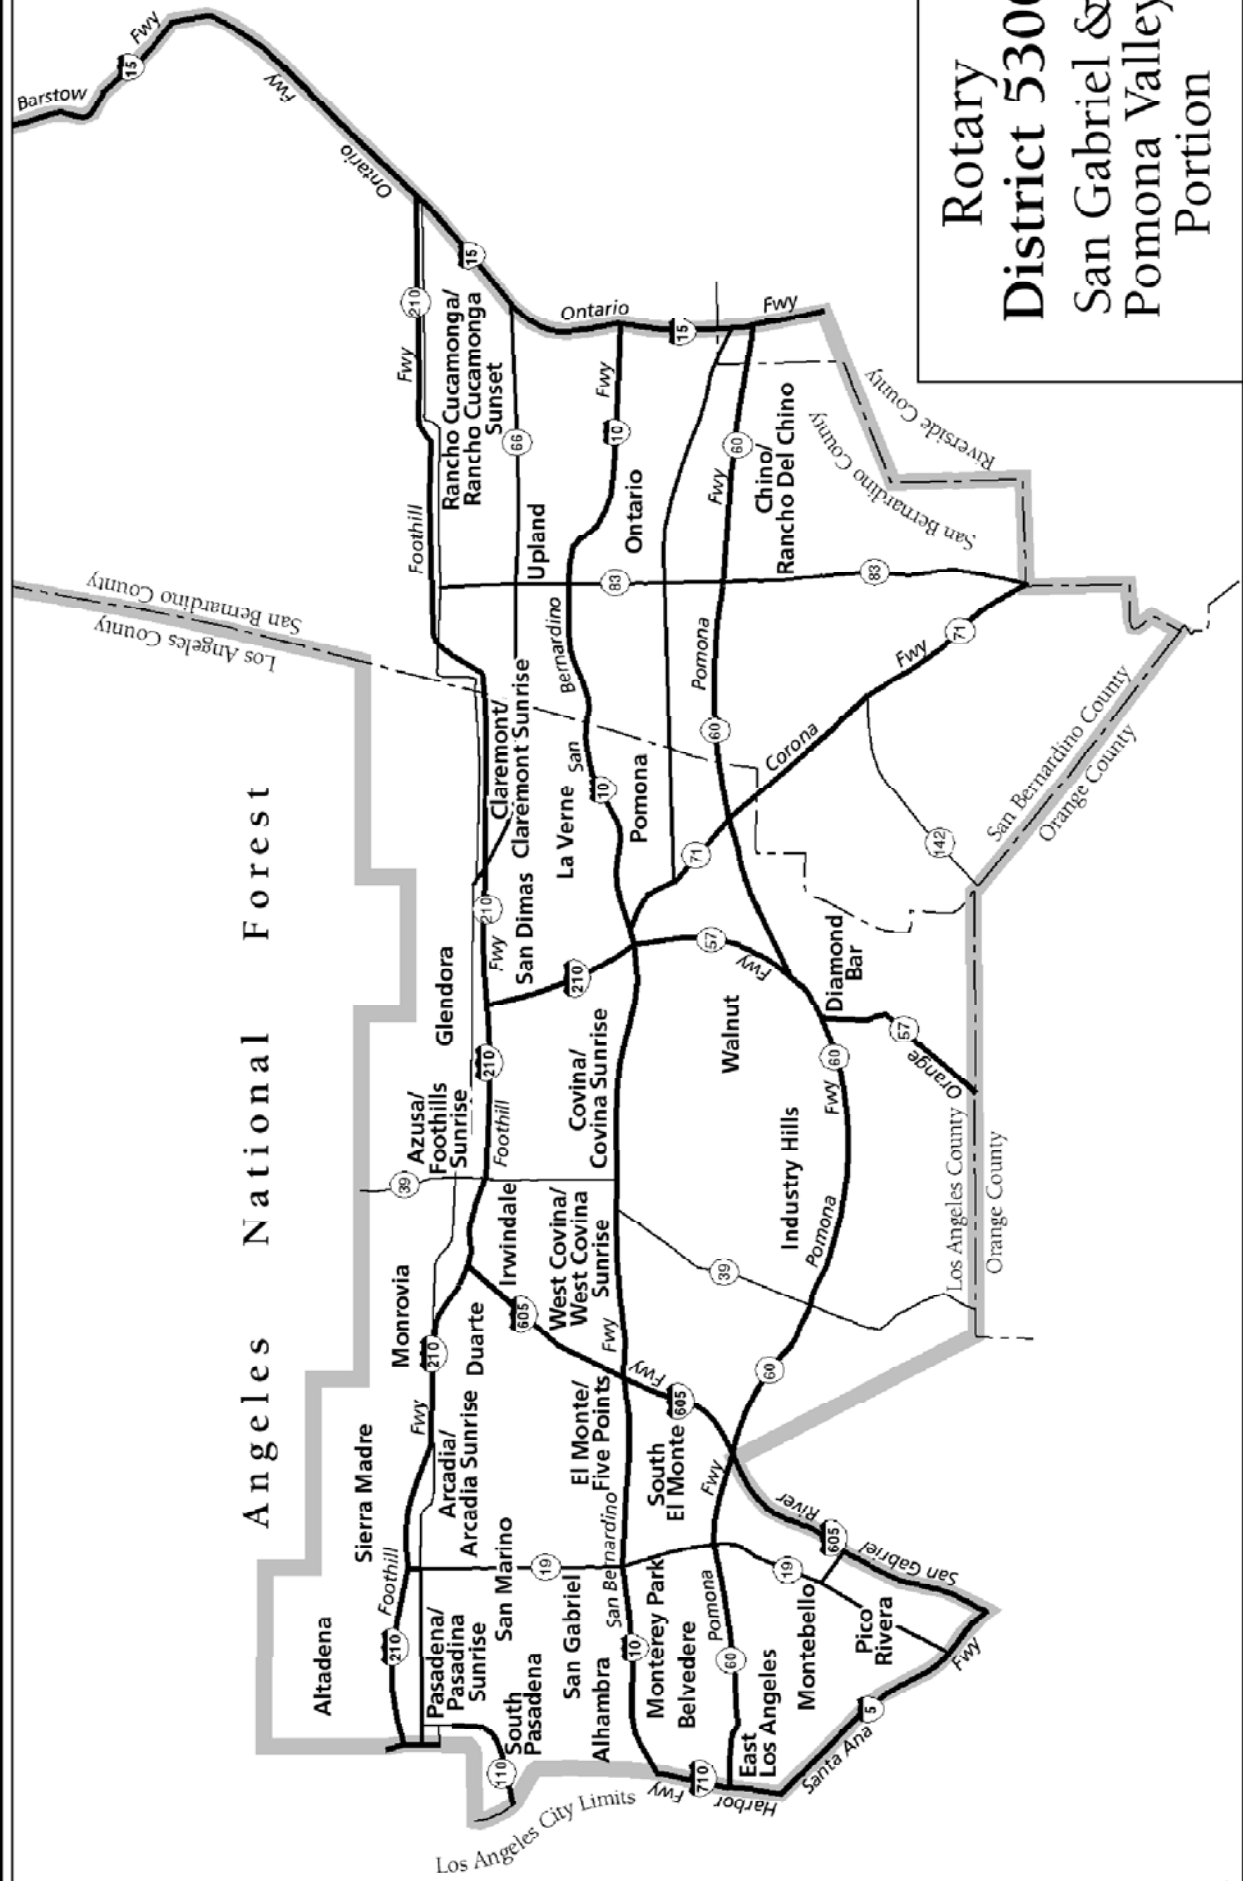 Rotary
District 530
San Gabriel &
Pomona Valley
Portion
Angeles National Forest
Barstow
15
Fwy
Fwy
Ontario
15
Ontario
15
Fwy
San Bernardino County
Los Angeles County
Foothill
Fwy
210
Rancho Cucamonga/
Rancho Cucamonga
Sunset
66
Upland
Fwy
10
Ontario
Bernardino
San
10
83
83
Fwy
60
Pomona
60
Chino/
Rancho Del Chino
Riverside County
San Bernardino County
71
Fwy
Corona
71
142
San Bernardino County
Orange County
Claremont/
Claremont Sunrise
La Verne
Pomona
San Dimas
210
Fwy
Glendora
210
210
57
Fwy
Diamond
Bar
57
Orange
Walnut
60
Fwy
Pomona
Los Angeles County
Orange County
Azusa/
Foothills
Sunrise
Foothill
39
Covina/
Covina Sunrise
Industry Hills
39
Irwindale
West Covina/
West Covina
Sunrise
Fwy
Monrovia
210
Duarte
605
Fwy
605
60
Sierra Madre
Fwy
Arcadia/
Arcadia Sunrise
El Monte/
Five Points
South
El Monte
Fwy
River
605
San Gabriel
Foothill
210
Altadena
Pasadena/
Pasadina
Sunrise
San Marino
19
South
Pasadena
110
San Gabriel
San Bernardino
10
Alhambra
Monterey Park
Belvedere
Pomona
60
East
Los Angeles
Montebello
19
Pico
Rivera
Fwy
5
Santa Ana
Harbor
710
Fwy
Los Angeles City Limits